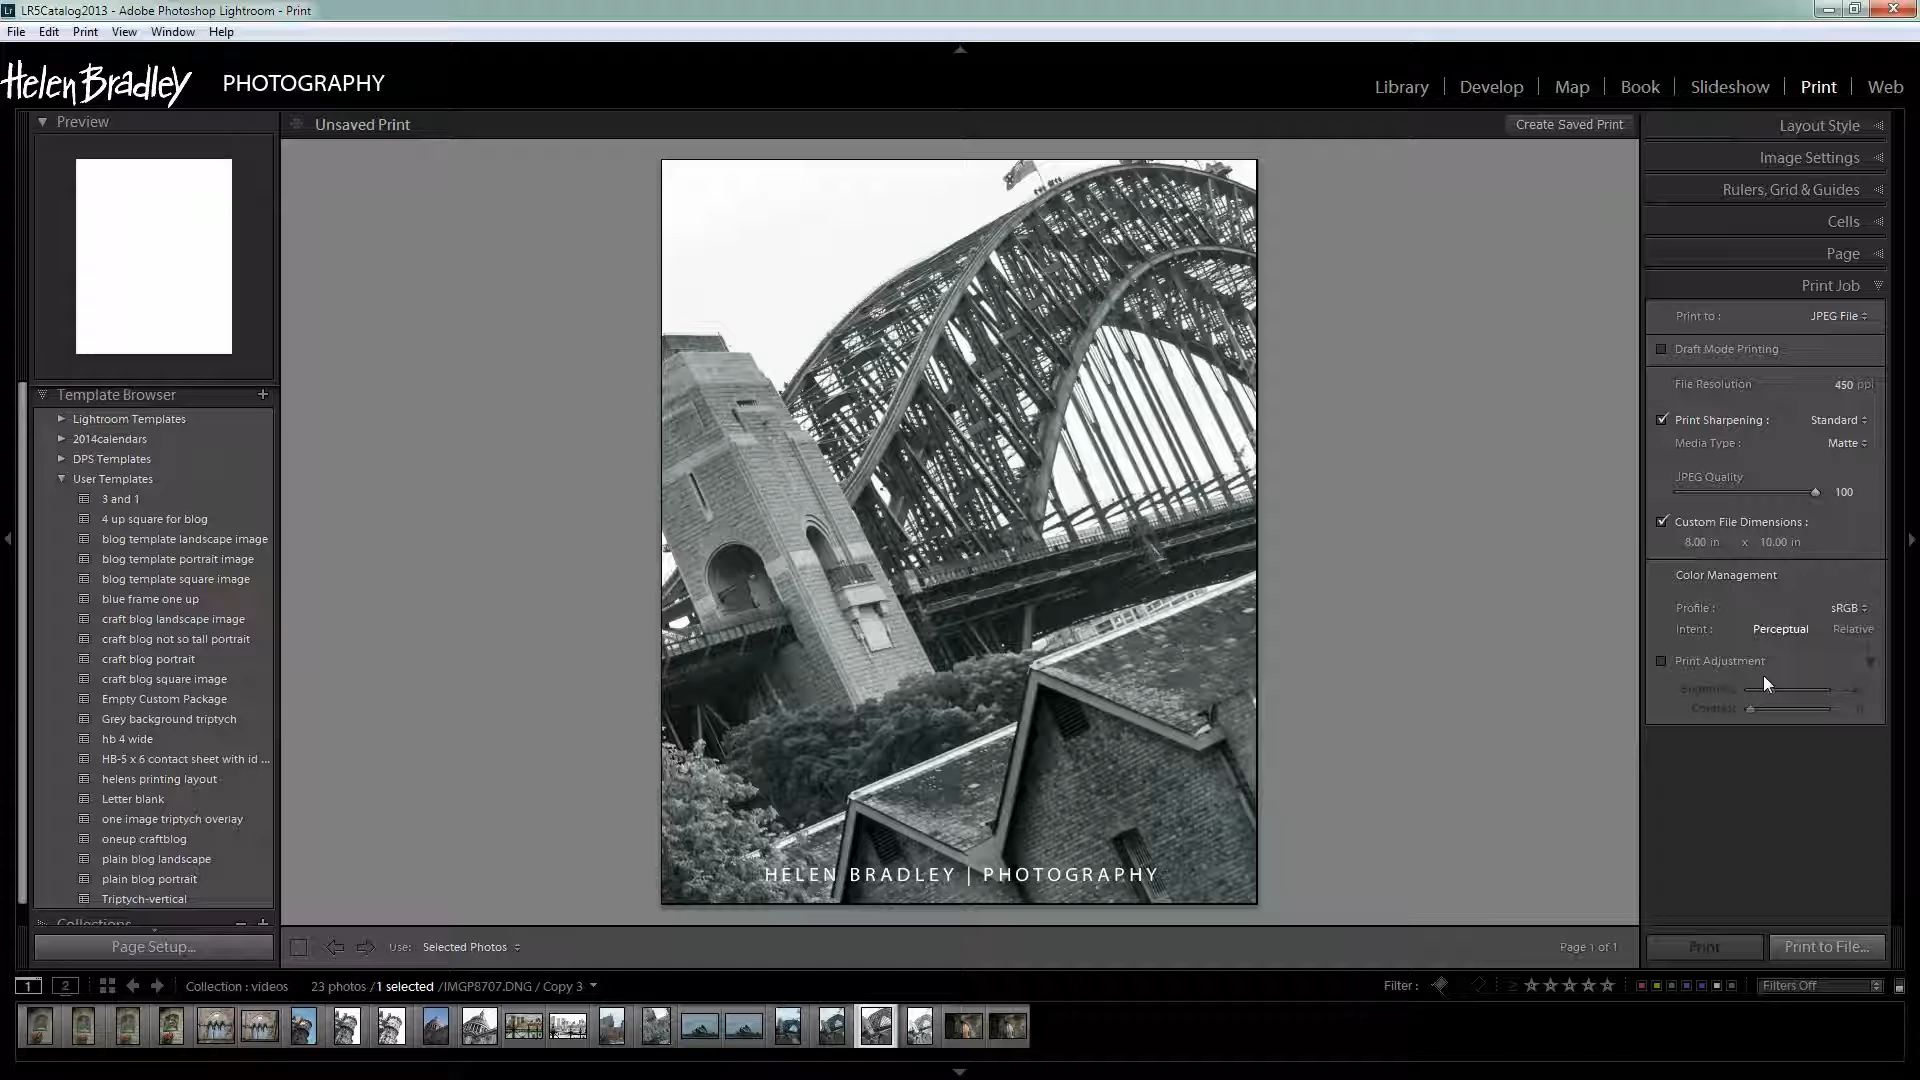 LR5Catalog2013 - Adobe Photoshop Lightroom - Print
File Edit Print View Window Help
Helen Bradley PHOTOGRAPHY
Library | Develop | Map | Book | Slideshow | Print | Web
Preview
Unsaved Print
Create Saved Print
Template Browser
Lightroom Templates
2014calendars
DPS Templates
User Templates
3 and 1
4 up square for blog
blog template landscape image
blog template portrait image
blog template square image
blue frame one up
craft blog landscape image
craft blog not so tall portrait
craft blog portrait
craft blog square image
Empty Custom Package
Grey background triptych
hb 4 wide
HB-5 x 6 contact sheet with id ...
helens printing layout
Letter blank
one image triptych overlay
oneup craftblog
plain blog landscape
plain blog portrait
Triptych-vertical
Collections
Page Setup...
HELEN BRADLEY | PHOTOGRAPHY
Use: Selected Photos
Page 1 of 1
Layout Style
Image Settings
Rulers, Grid & Guides
Cells
Page
Print Job
Print to : JPEG File
Draft Mode Printing
File Resolution 450 ppi
Print Sharpening : Standard
Media Type : Matte
JPEG Quality
100
Custom File Dimensions :
8.00 in x 10.00 in
Color Management
Profile : sRGB
Intent : Perceptual Relative
Print Adjustment
Brightness
Contrast 0
Print Print to File...
1 2 Collection : videos 23 photos / 1 selected / IMGP8707.DNG / Copy 3
Filter : Filters Off